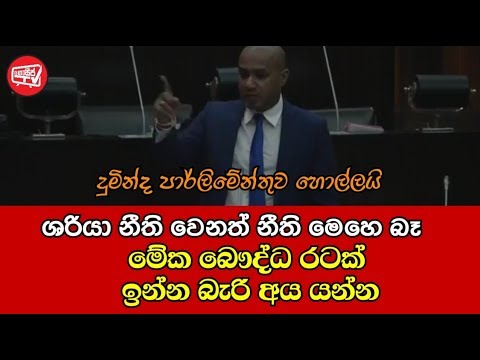 දුමින්ද පාර්ලිමේන්තුව හොල්ලයි
ශරියා නීති වෙනත් නීති මෙහෙ බෑ
මේක බෞද්ධ රටක්
ඉන්න බැරි අය යන්න